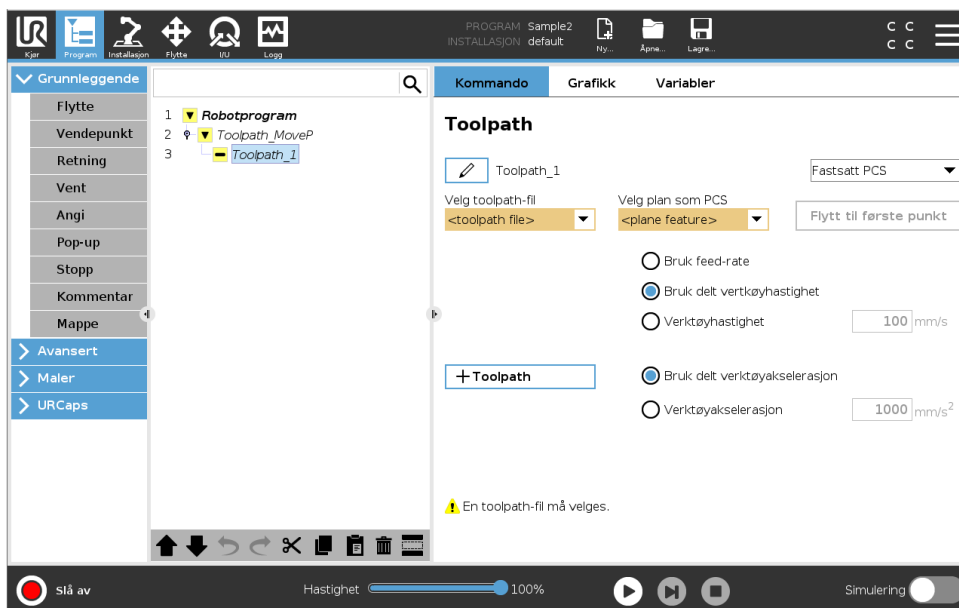 PROGRAM Sample2
INSTALLASJON default
UR
Kjør Program Installasjon Flytte I/U Logg
Ny... Åpne... Lagre...
C C
C C
Grunnleggende
Flytte
Vendepunkt
Retning
Vent
Angi
Pop-up
Stopp
Kommentar
Mappe
Avansert
Maler
URCaps
1 Robotprogram
2 Toolpath_MoveP
3 Toolpath_1
Kommando Grafikk Variabler
Toolpath
Toolpath_1 Fastsatt PCS
Velg toolpath-fil Velg plan som PCS
<toolpath file> <plane feature> Flytt til første punkt
Bruk feed-rate
Bruk delt vertkøyhastighet
Verktøyhastighet 100 mm/s
+Toolpath Bruk delt verktøyakselerasjon
Verktøyakselerasjon 1000 mm/s²
En toolpath-fil må velges.
Slå av Hastighet 100% Simulering